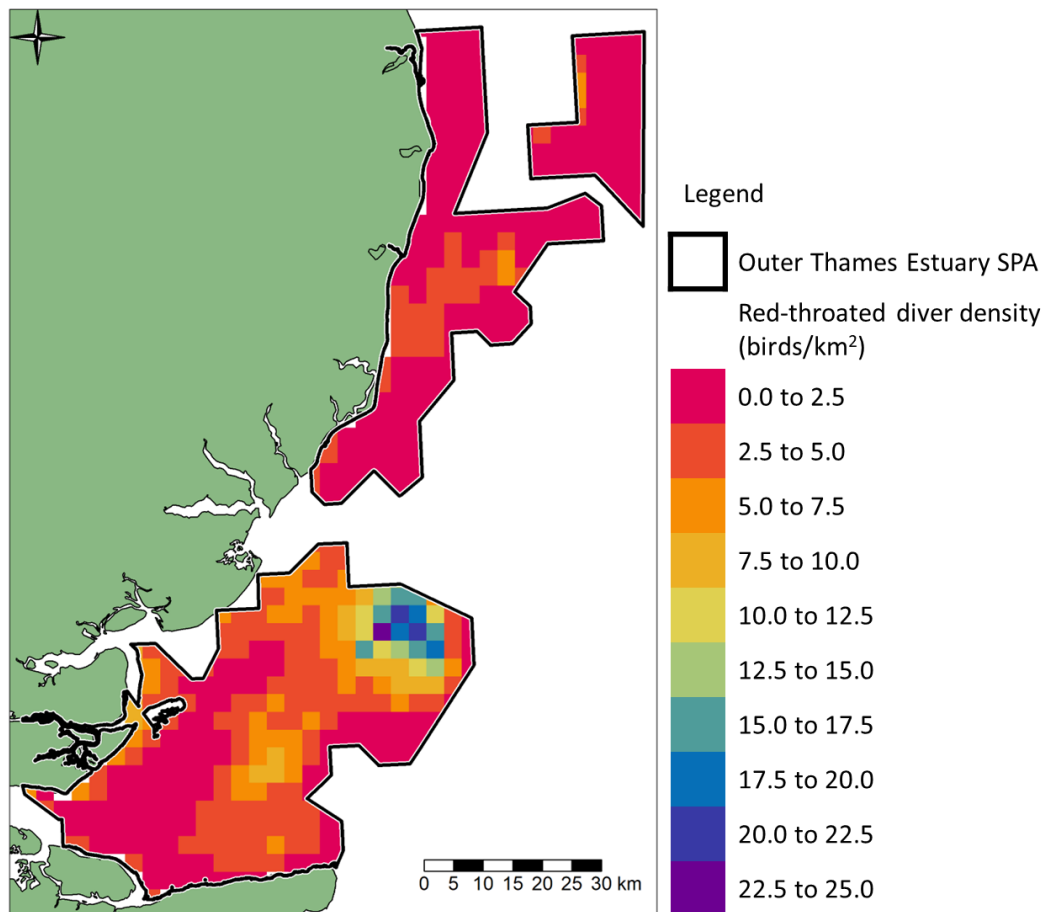 Legend
Outer Thames Estuary SPA
Red-throated diver density
(birds/km²)
0.0 to 2.5
2.5 to 5.0
5.0 to 7.5
7.5 to 10.0
10.0 to 12.5
12.5 to 15.0
15.0 to 17.5
17.5 to 20.0
20.0 to 22.5
22.5 to 25.0
0 5 10 15 20 25 30 km